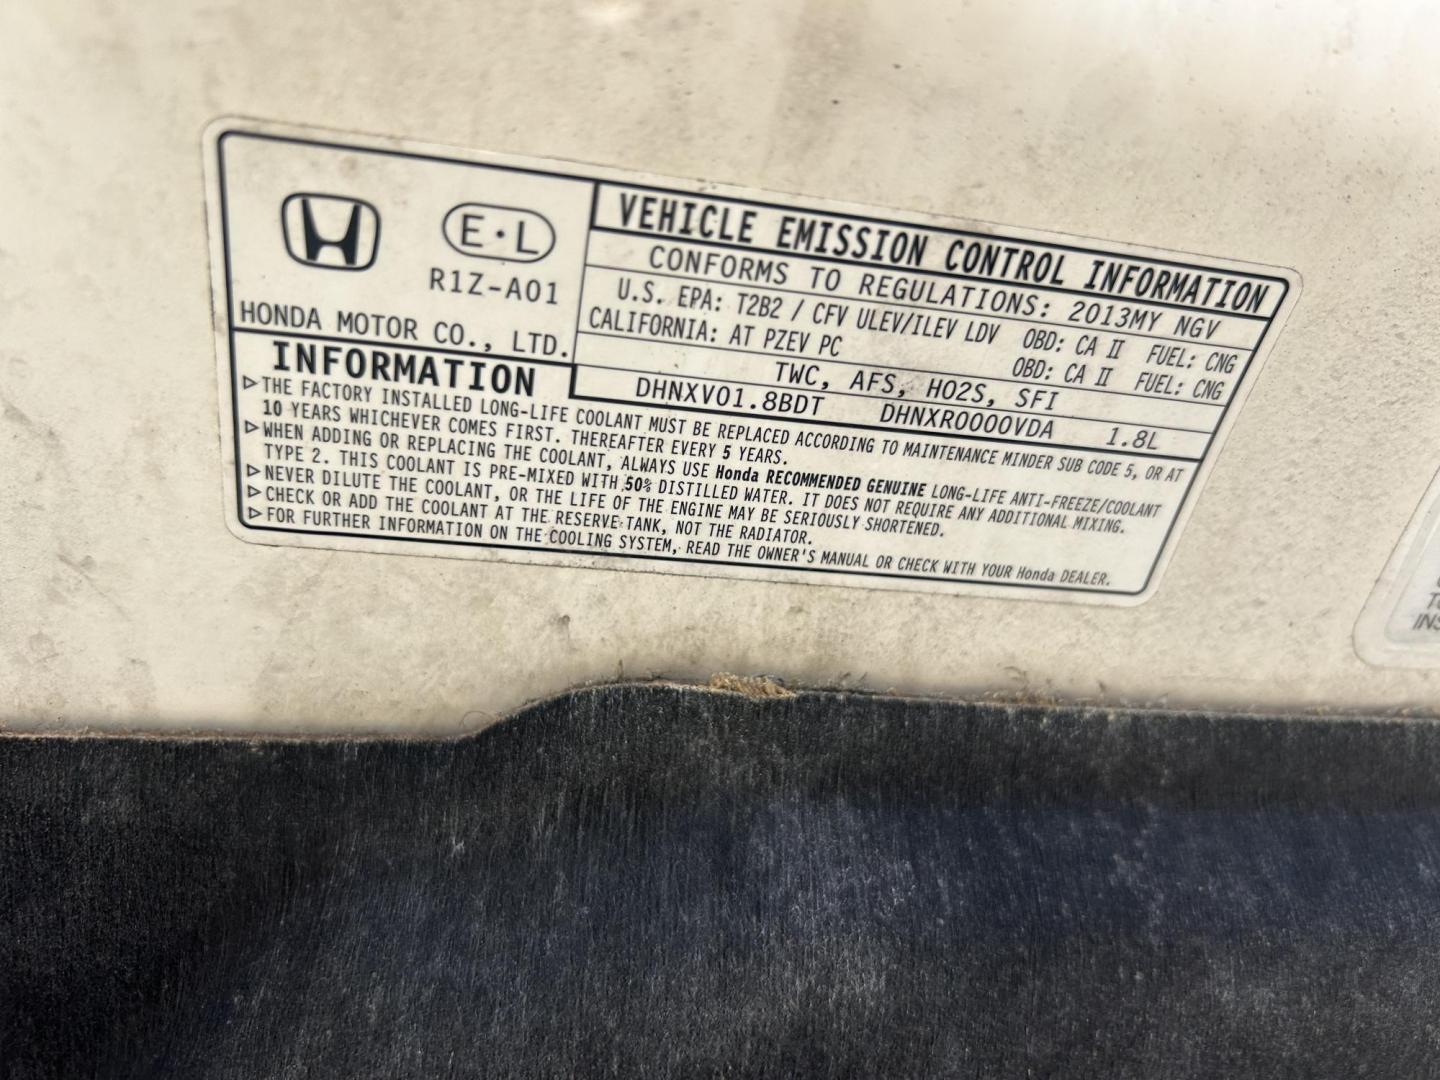 E·L
R1Z-A01
HONDA MOTOR CO., LTD.
VEHICLE EMISSION CONTROL INFORMATION
CONFORMS TO REGULATIONS: 2013MY NGV
U.S. EPA: T2B2 / CFV ULEV/ILEV LDV OBD: CA II FUEL: CNG
CALIFORNIA: AT PZEV PC OBD: CA II FUEL: CNG
TWC, AFS, HO2S, SFI
DHNXV01.8BDT DHNXR0000VDA 1.8L
INFORMATION
▷THE FACTORY INSTALLED LONG-LIFE COOLANT MUST BE REPLACED ACCORDING TO MAINTENANCE MINDER SUB CODE 5, OR AT
10 YEARS WHICHEVER COMES FIRST. THEREAFTER EVERY 5 YEARS.
▷WHEN ADDING OR REPLACING THE COOLANT, ALWAYS USE Honda RECOMMENDED GENUINE LONG-LIFE ANTI-FREEZE/COOLANT
TYPE 2. THIS COOLANT IS PRE-MIXED WITH 50% DISTILLED WATER. IT DOES NOT REQUIRE ANY ADDITIONAL MIXING.
▷NEVER DILUTE THE COOLANT, OR THE LIFE OF THE ENGINE MAY BE SERIOUSLY SHORTENED.
▷CHECK OR ADD THE COOLANT AT THE RESERVE TANK, NOT THE RADIATOR.
▷FOR FURTHER INFORMATION ON THE COOLING SYSTEM, READ THE OWNER'S MANUAL OR CHECK WITH YOUR Honda DEALER.